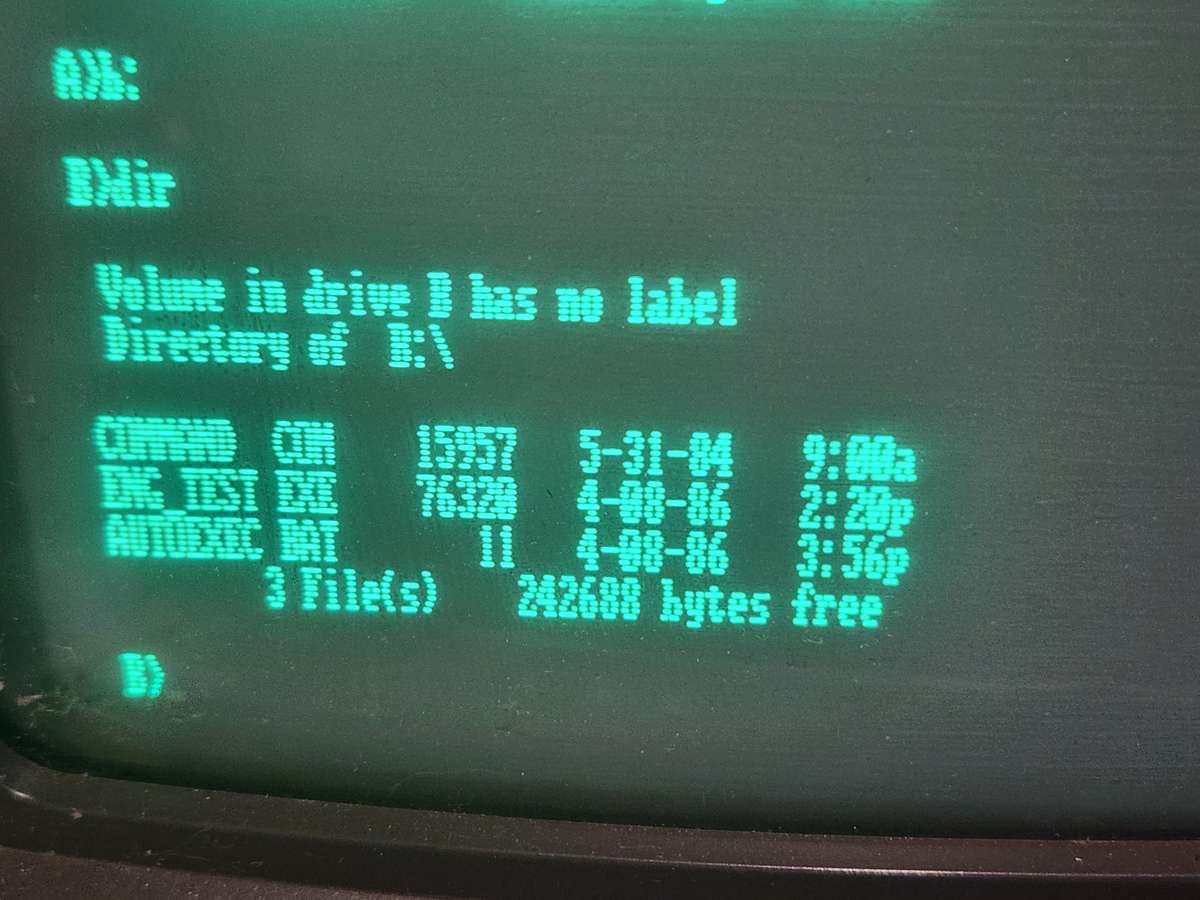 A>b:
B>dir
Volume in drive B has no label
Directory of B:\
COMMAND COM 15957 5-31-84 9:00a
TEST EXE 76320 4-08-86 2:20p
AUTOEXEC BAT 11 4-08-86 3:56p
3 File(s) 242688 bytes free
B>